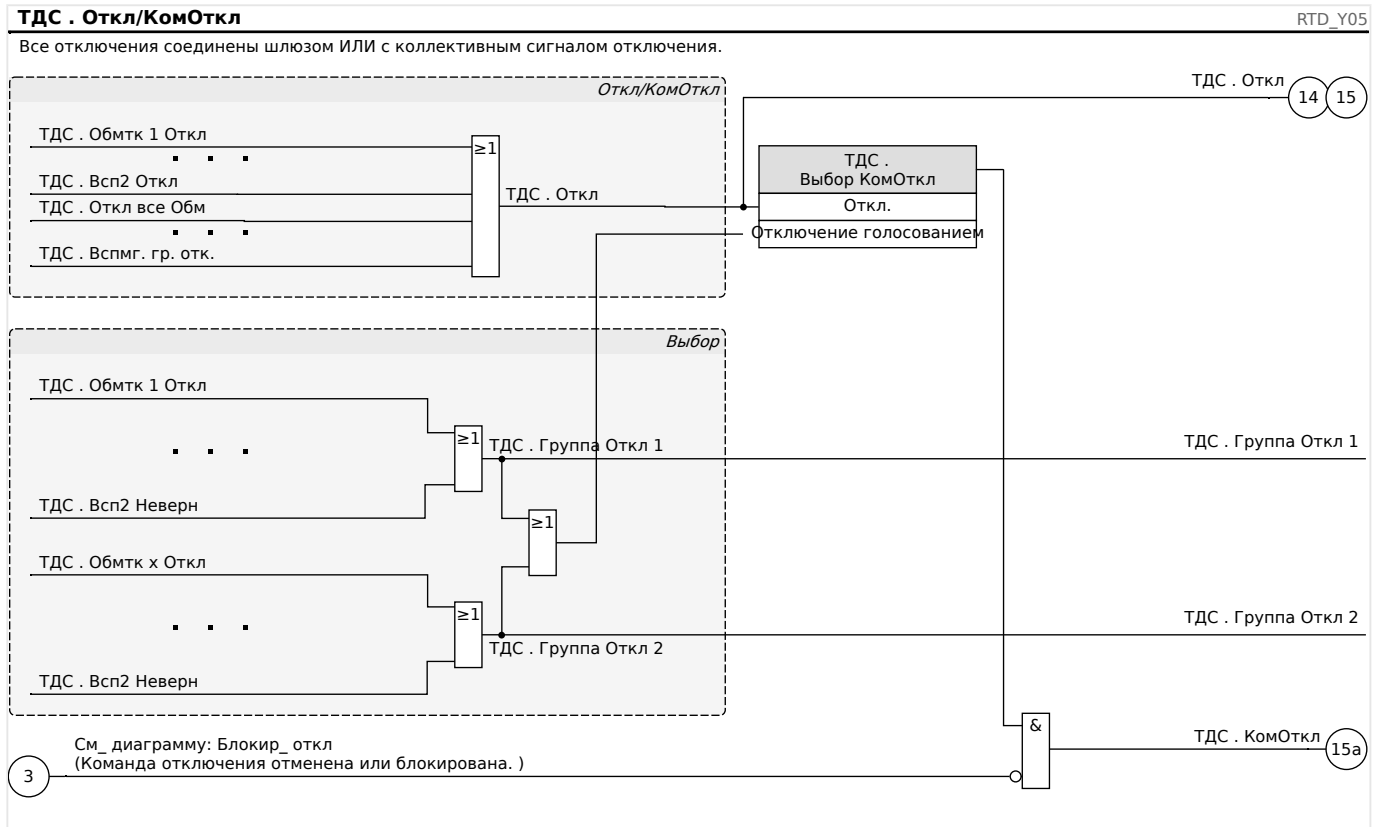 ТДС . Откл/КомОткл
RTD_Y05
Все отключения соединены шлюзом ИЛИ с коллективным сигналом отключения.
Откл/КомОткл
ТДС . Откл
14
15
ТДС . Обмтк 1 Откл
≥1
ТДС .
Выбор КомОткл
ТДС . Всп2 Откл
ТДС . Откл
Откл.
ТДС . Откл все Обм
Отключение голосованием
ТДС . Вспмг. гр. отк.
Выбор
ТДС . Обмтк 1 Откл
≥1
ТДС . Группа Откл 1
ТДС . Группа Откл 1
ТДС . Всп2 Неверн
≥1
ТДС . Обмтк x Откл
≥1
ТДС . Группа Откл 2
ТДС . Группа Откл 2
ТДС . Всп2 Неверн
&
ТДС . КомОткл
15a
См_ диаграмму: Блокир_ откл
(Команда отключения отменена или блокирована. )
3